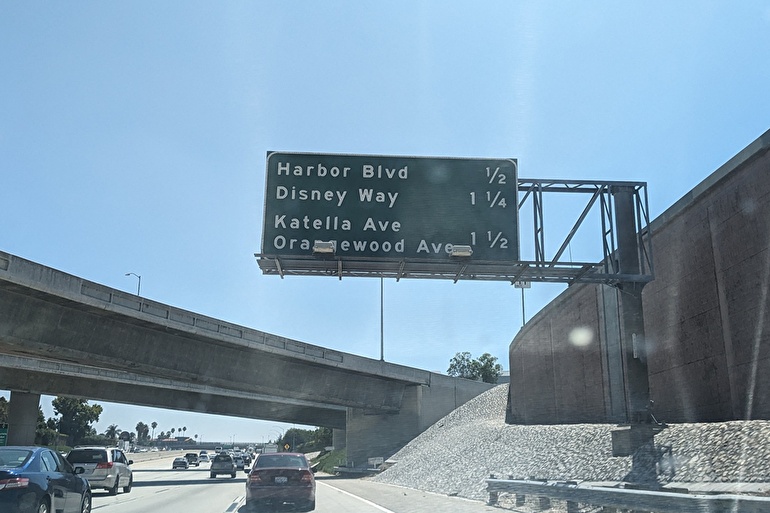 Harbor Blvd ½
Disney Way 1 ¼
Katella Ave
Orangewood Ave 1 ½